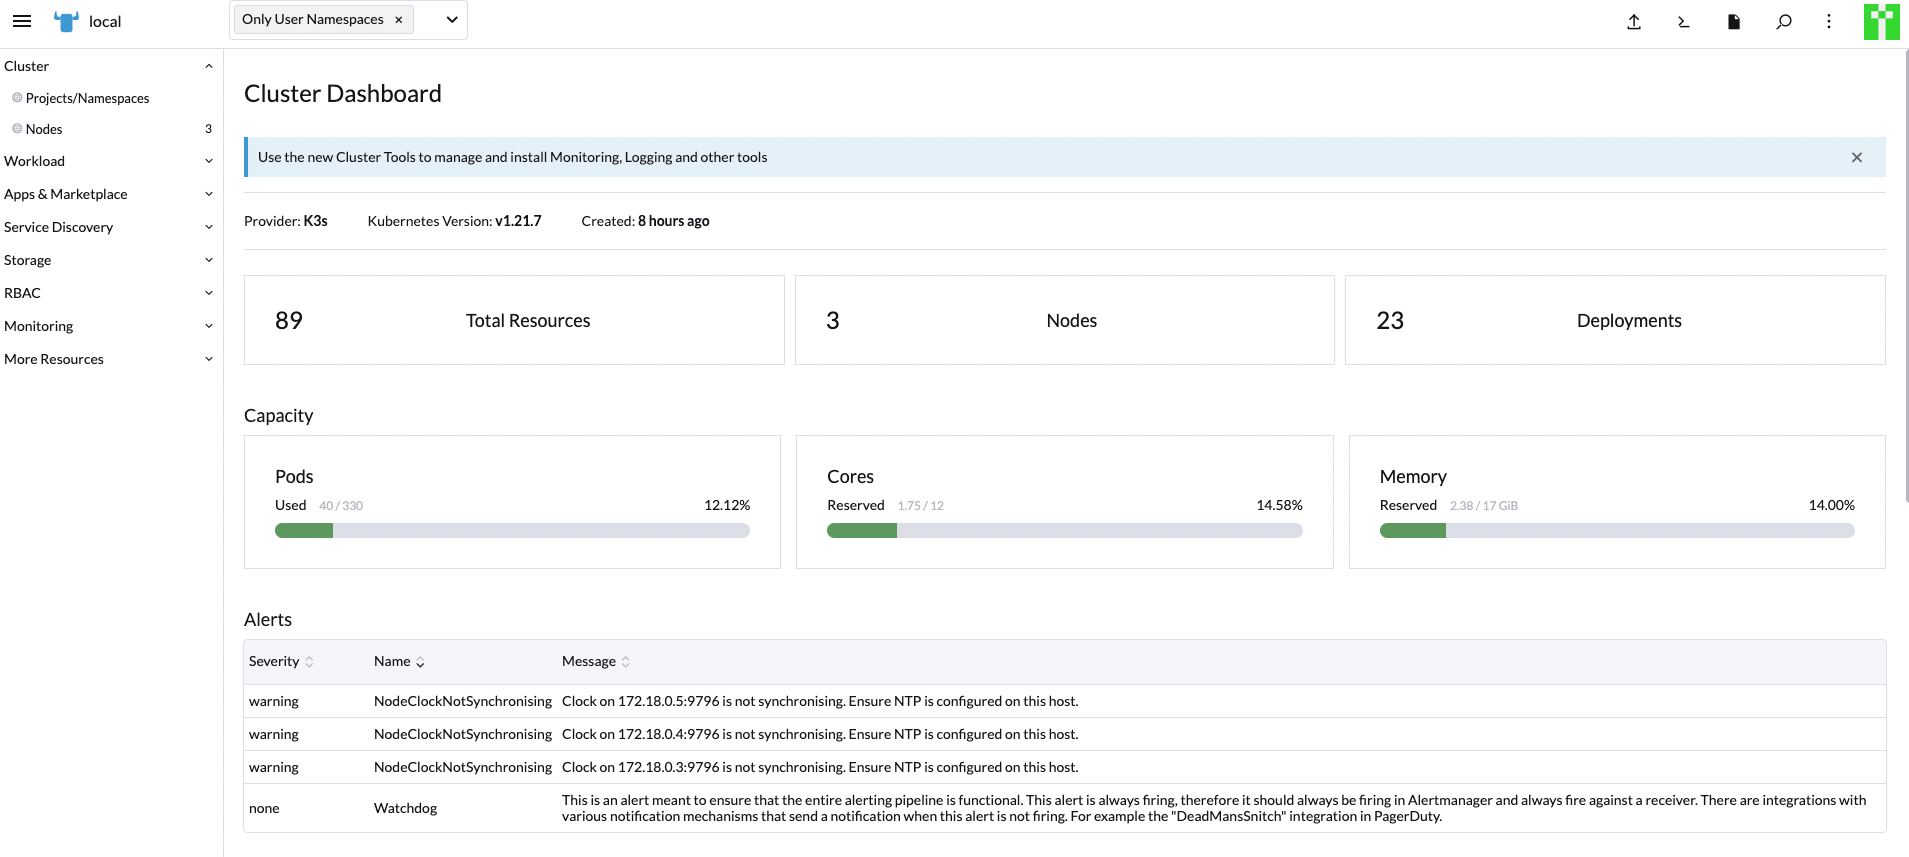 local
Only User Namespaces ×
Cluster
Projects/Namespaces
Nodes 3
Workload
Apps & Marketplace
Service Discovery
Storage
RBAC
Monitoring
More Resources
Cluster Dashboard
Use the new Cluster Tools to manage and install Monitoring, Logging and other tools
Provider: K3s Kubernetes Version: v1.21.7 Created: 8 hours ago
89 Total Resources
3 Nodes
23 Deployments
Capacity
Pods
Used 40 / 330 12.12%
Cores
Reserved 1.75 / 12 14.58%
Memory
Reserved 2.38 / 17 GiB 14.00%
Alerts
Severity Name Message
warning NodeClockNotSynchronising Clock on 172.18.0.5:9796 is not synchronising. Ensure NTP is configured on this host.
warning NodeClockNotSynchronising Clock on 172.18.0.4:9796 is not synchronising. Ensure NTP is configured on this host.
warning NodeClockNotSynchronising Clock on 172.18.0.3:9796 is not synchronising. Ensure NTP is configured on this host.
none Watchdog This is an alert meant to ensure that the entire alerting pipeline is functional. This alert is always firing, therefore it should always be firing in Alertmanager and always fire against a receiver. There are integrations with
various notification mechanisms that send a notification when this alert is not firing. For example the "DeadMansSnitch" integration in PagerDuty.